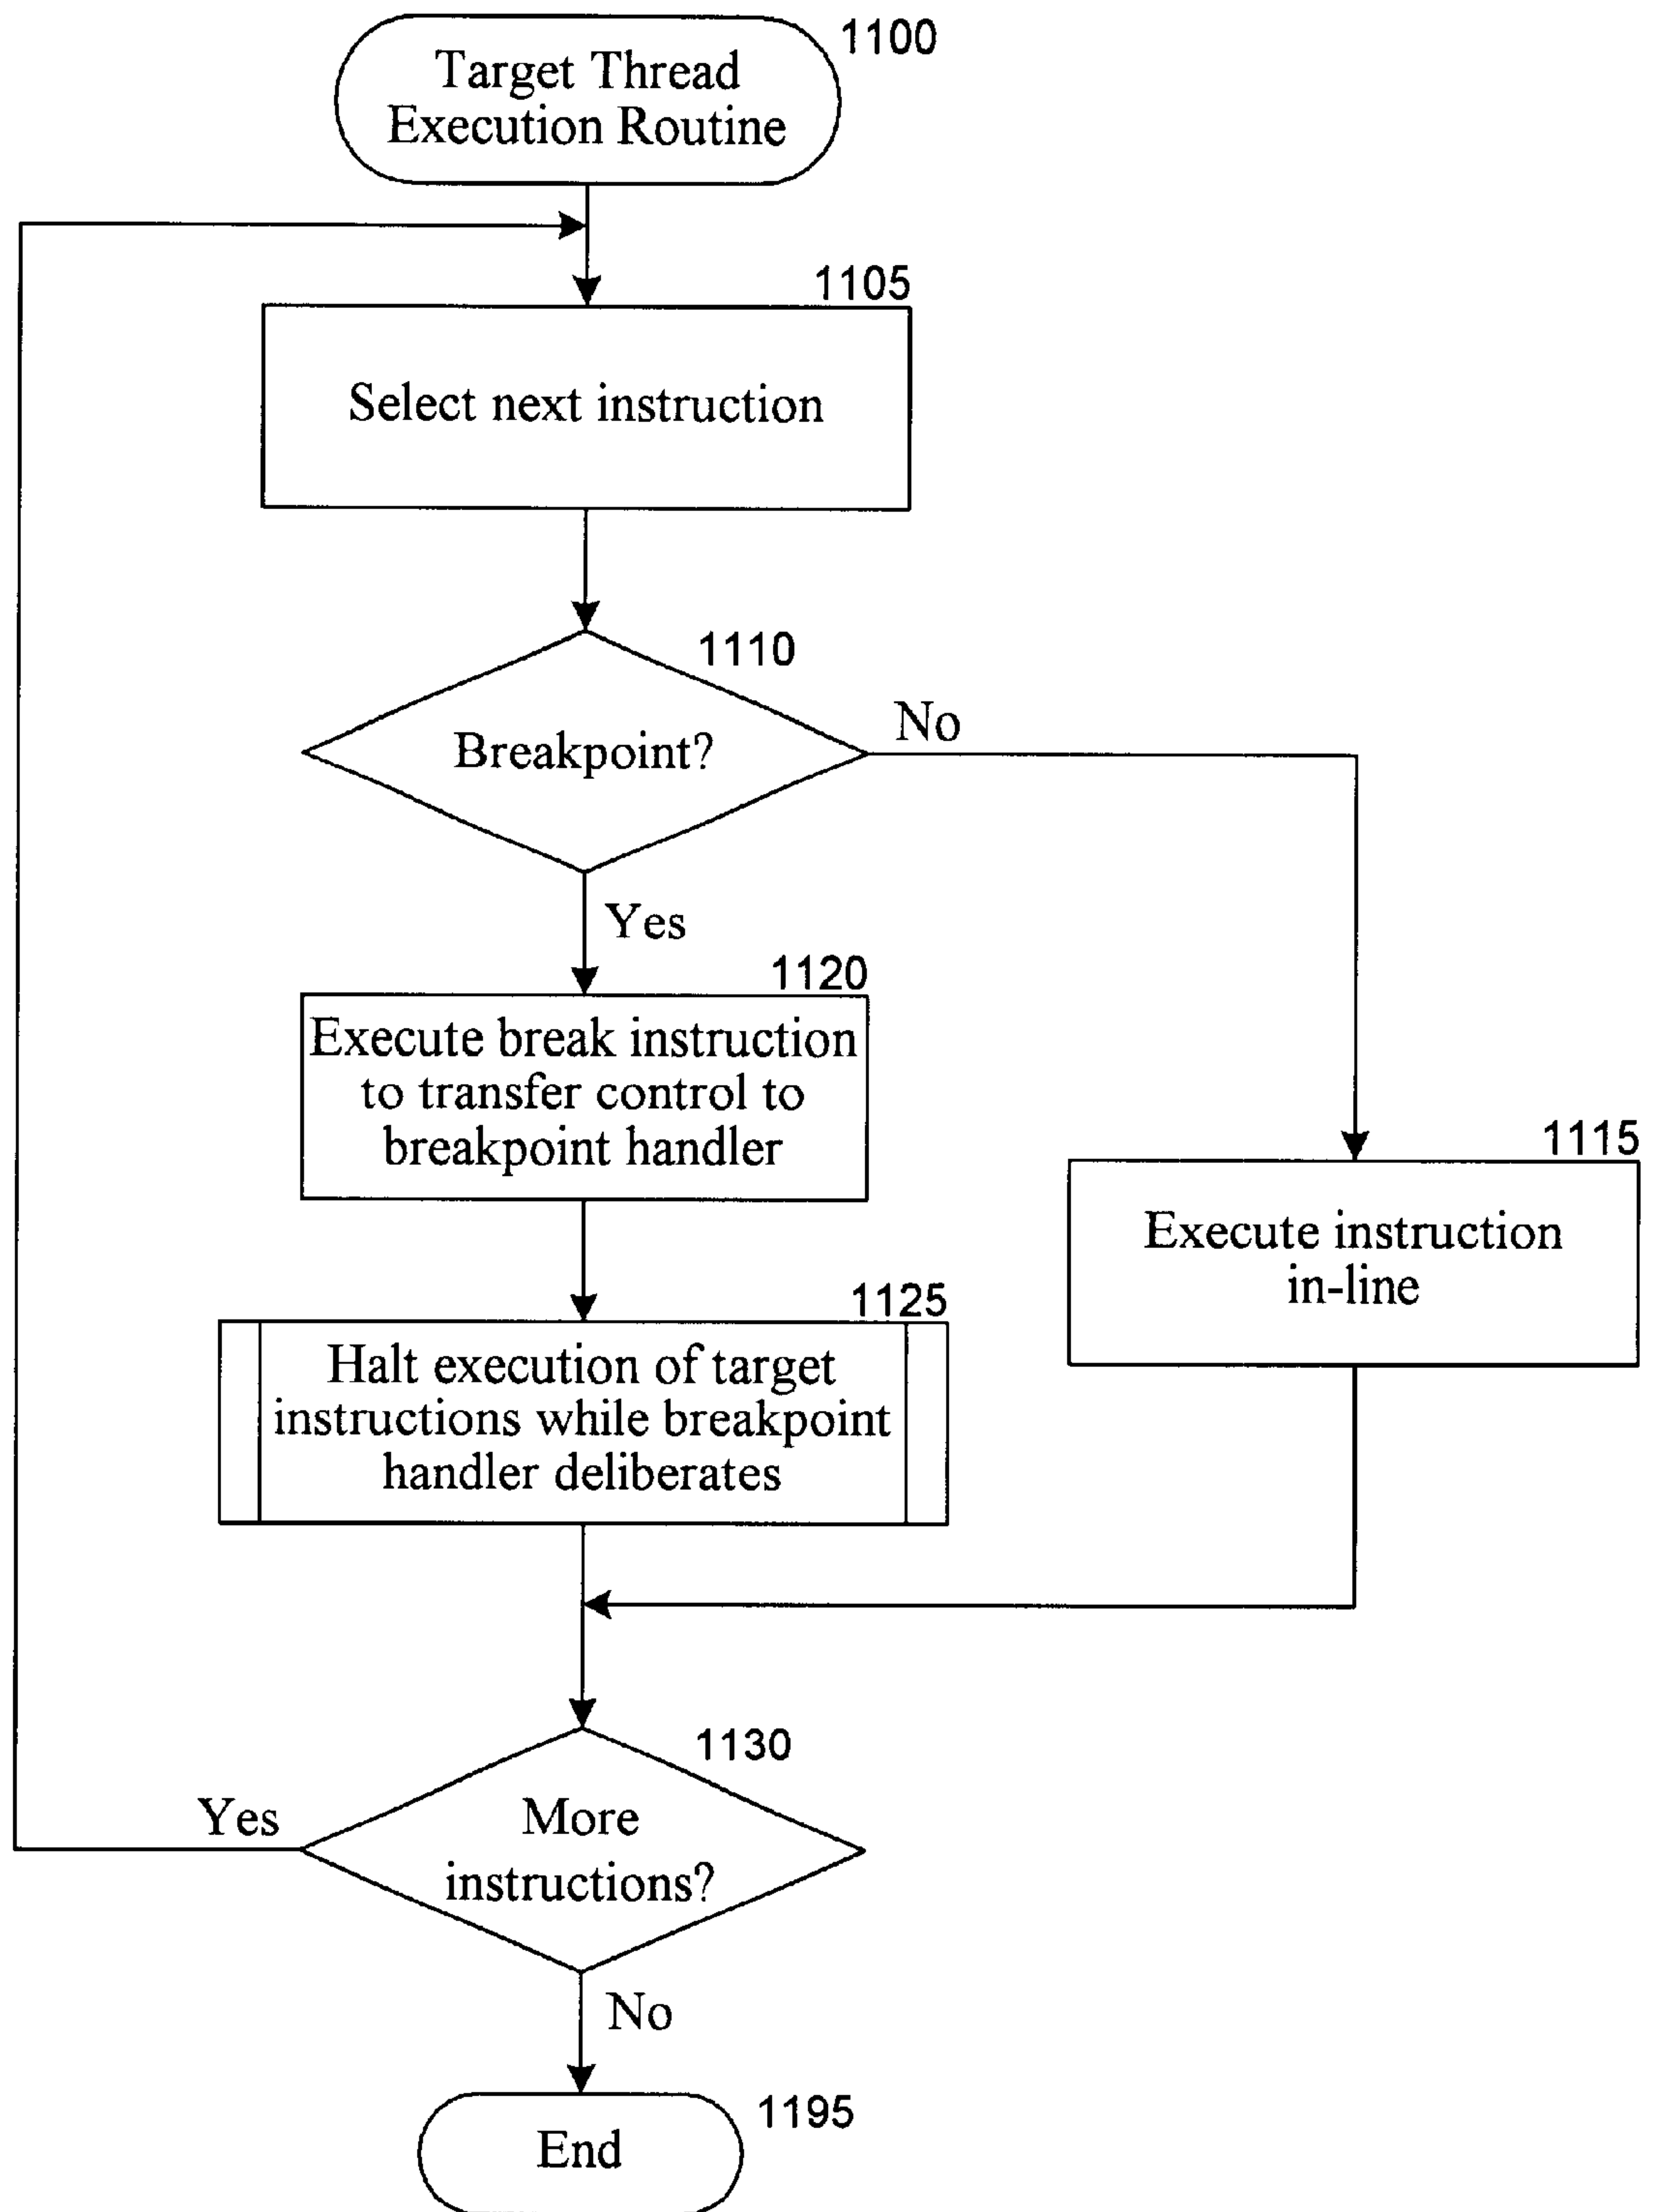 1100
Target Thread
Execution Routine
1105
Select next instruction
1110
Breakpoint?
No
Yes
1120
Execute break instruction
to transfer control to
breakpoint handler
1115
Execute instruction
in-line
1125
Halt execution of target
instructions while breakpoint
handler deliberates
1130
More
instructions?
Yes
No
1195
End